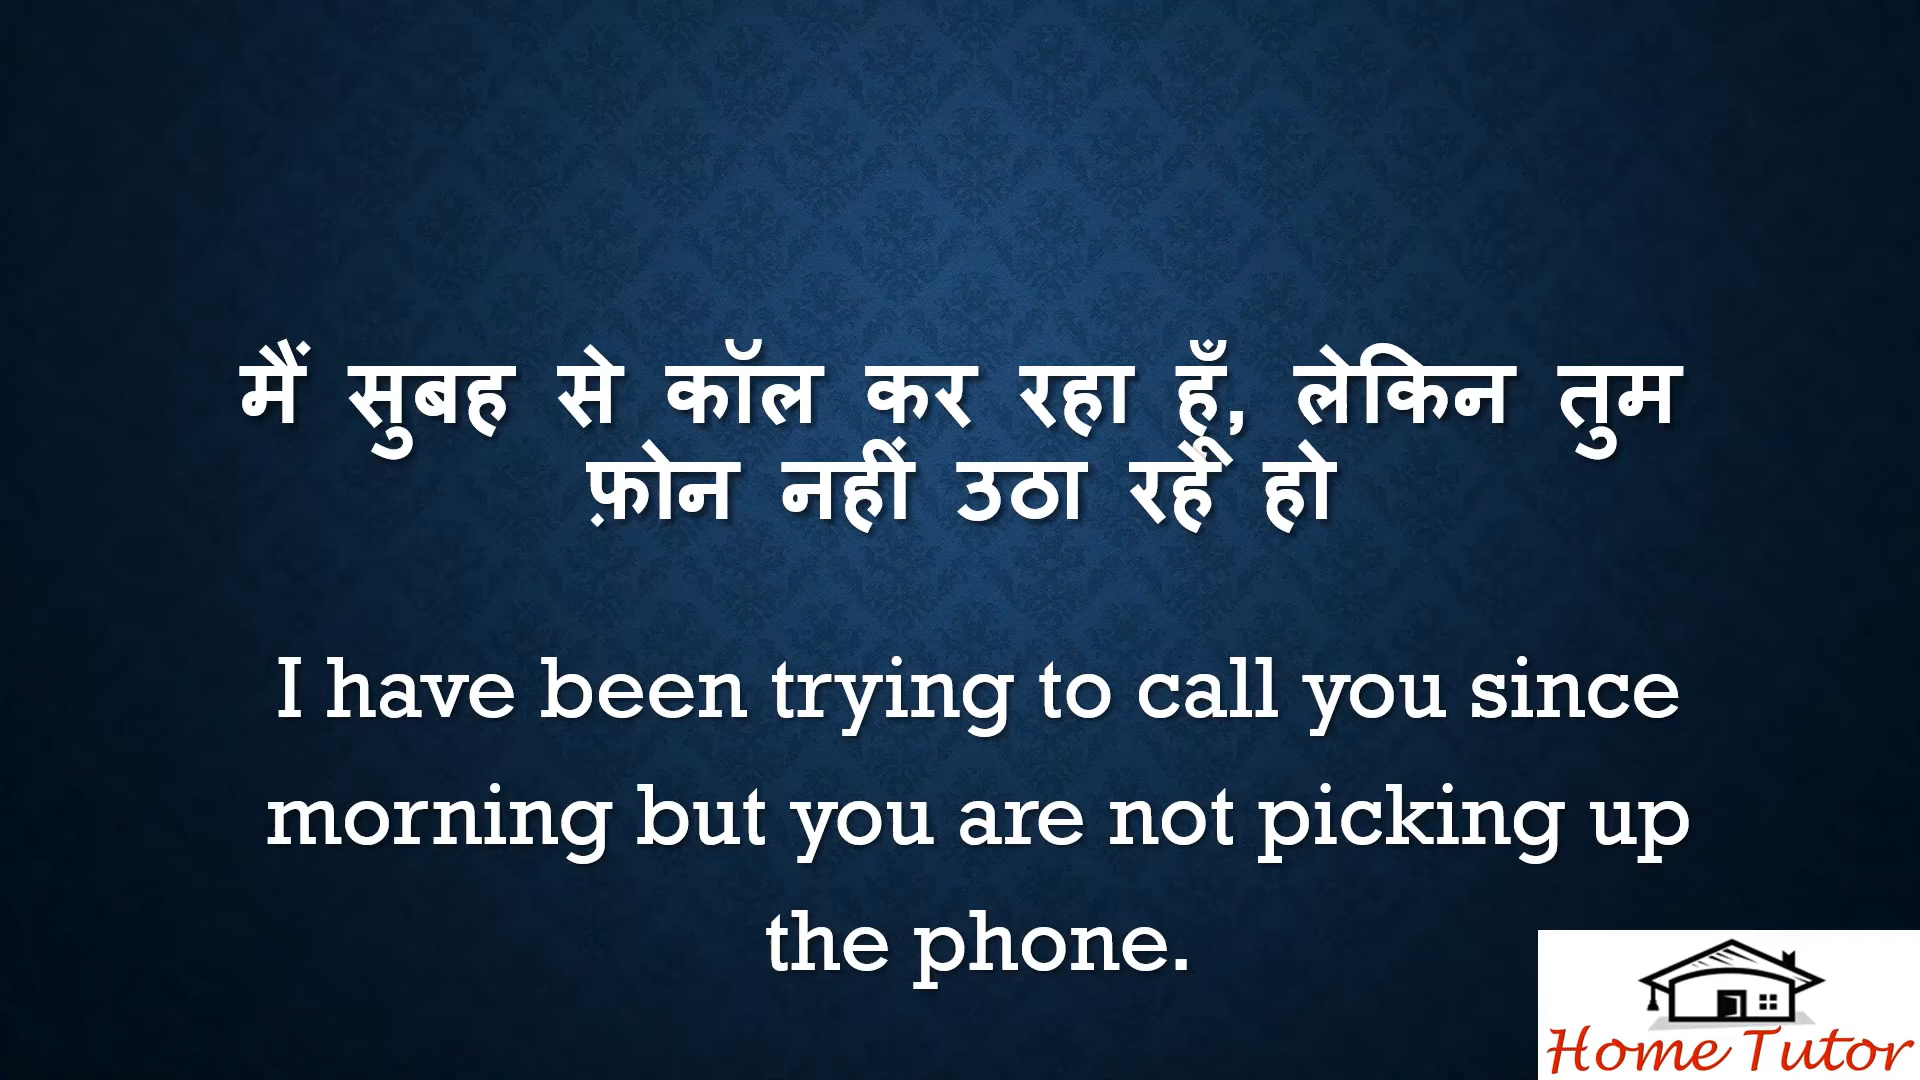 मैं सुबह से कॉल कर रहा हूँ, लेकिन तुम
फ़ोन नहीं उठा रहे हो
I have been trying to call you since
morning but you are not picking up
the phone.
Home Tutor